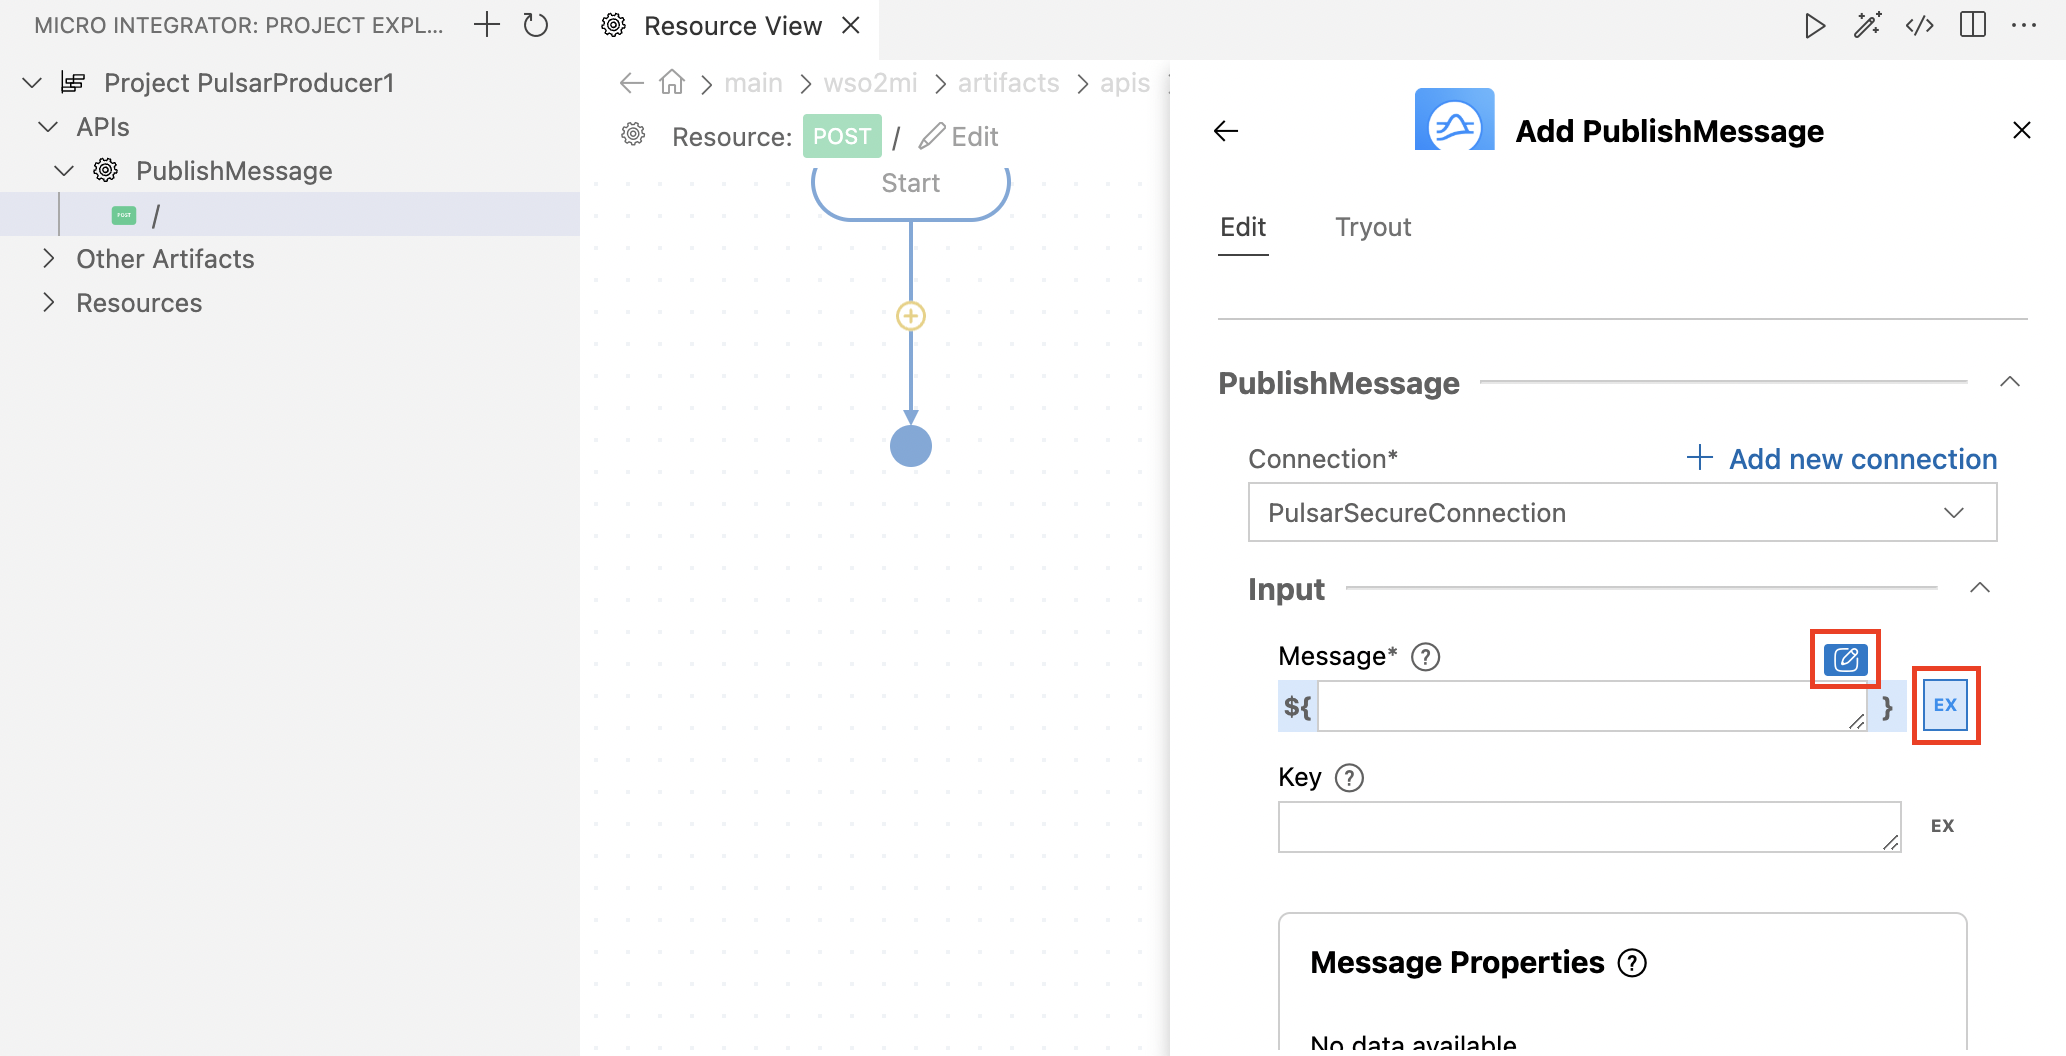 MICRO INTEGRATOR: PROJECT EXPL...
Project PulsarProducer1
APIs
PublishMessage
POST /
Other Artifacts
Resources
Resource View
main > wso2mi > artifacts > apis
Resource: POST / Edit
Start
Add PublishMessage
Edit Tryout
PublishMessage
Connection* + Add new connection
PulsarSecureConnection
Input
Message* ?
${ } EX
Key ?
EX
Message Properties ?
No data available